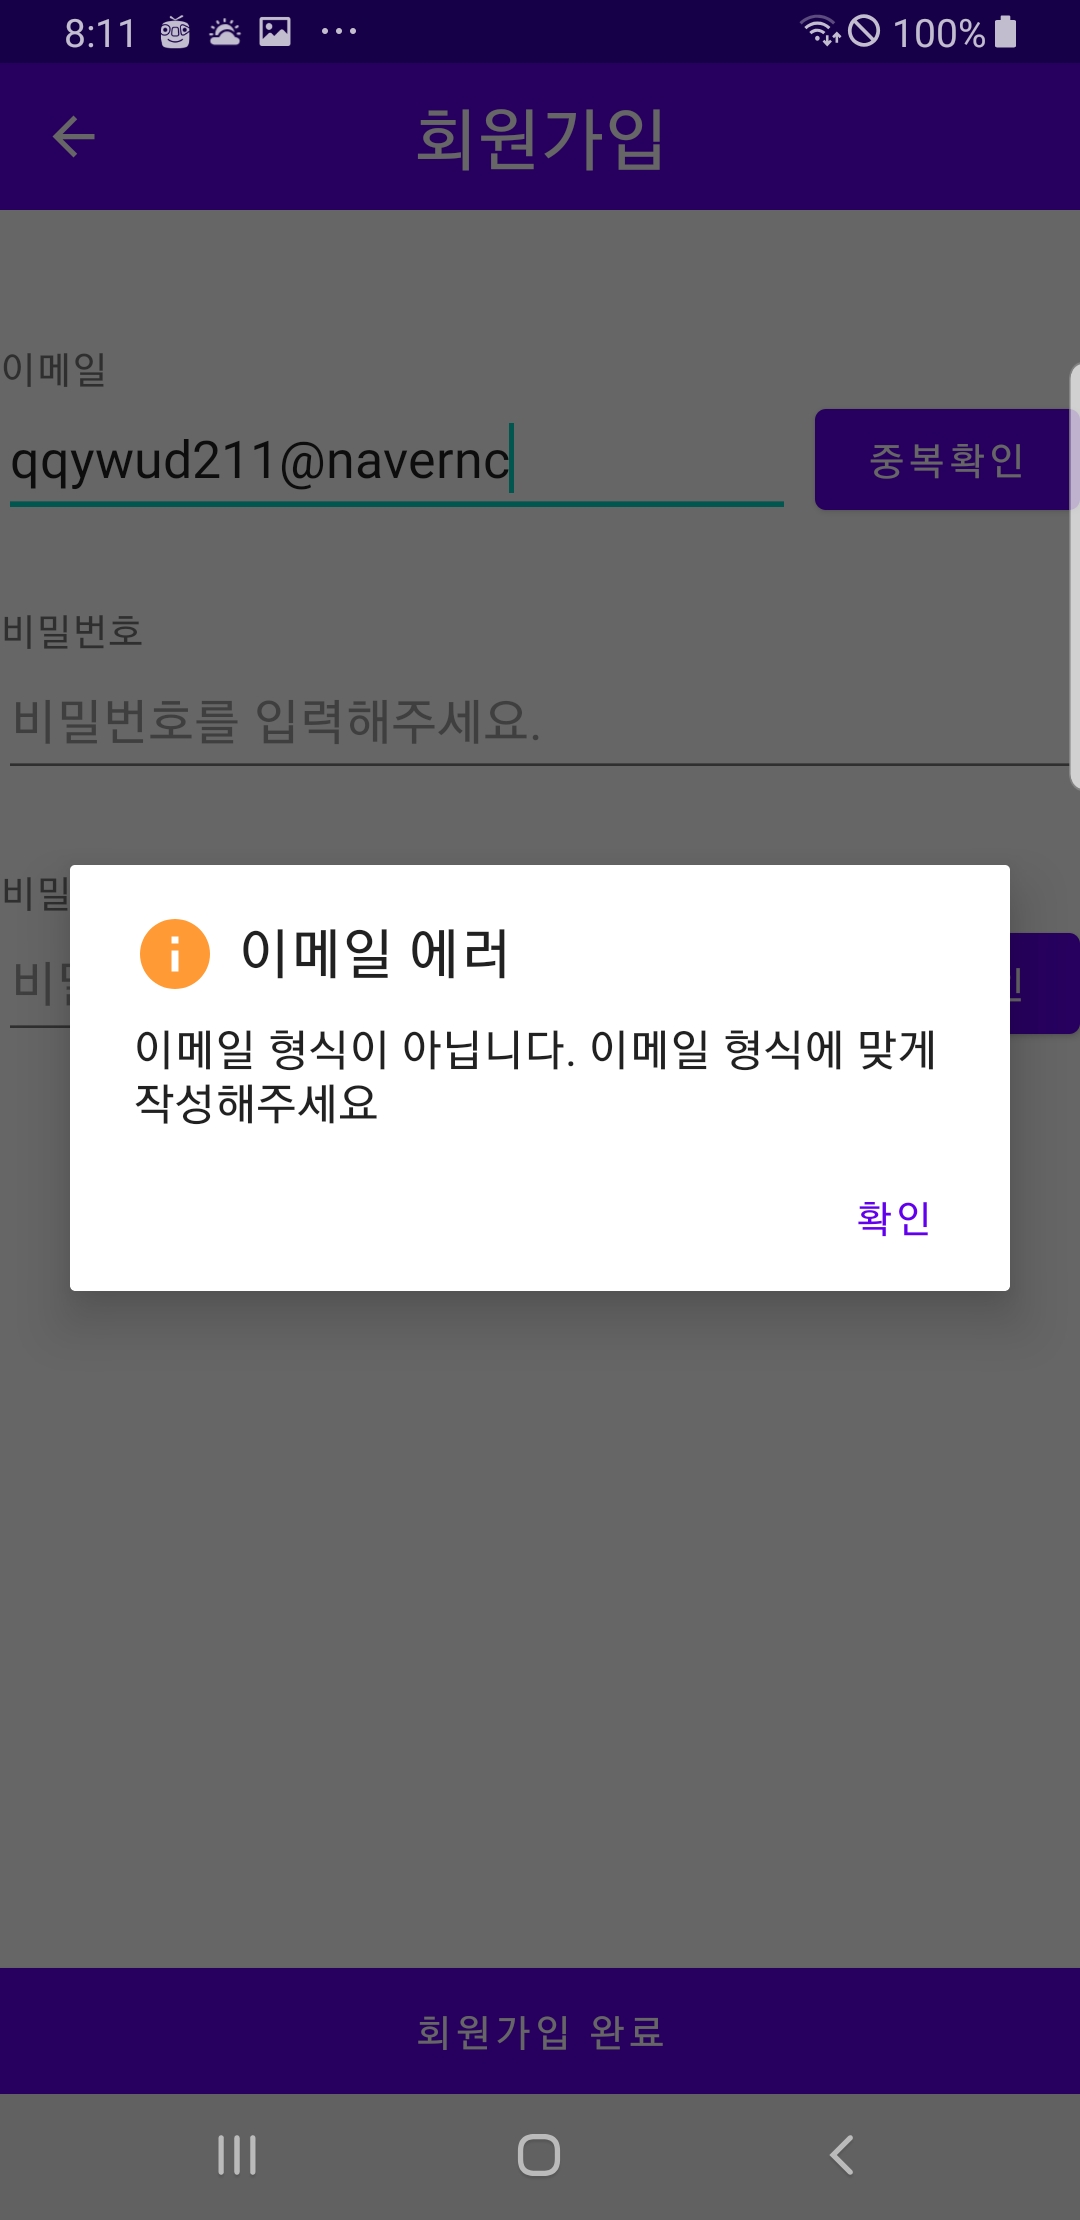 8:11
100%
회원가입
이메일
qqywud211@navernc
중복확인
비밀번호
비밀번호를 입력해주세요.
비밀
이메일 에러
이메일 형식이 아닙니다. 이메일 형식에 맞게
작성해주세요
확인
회원가입 완료